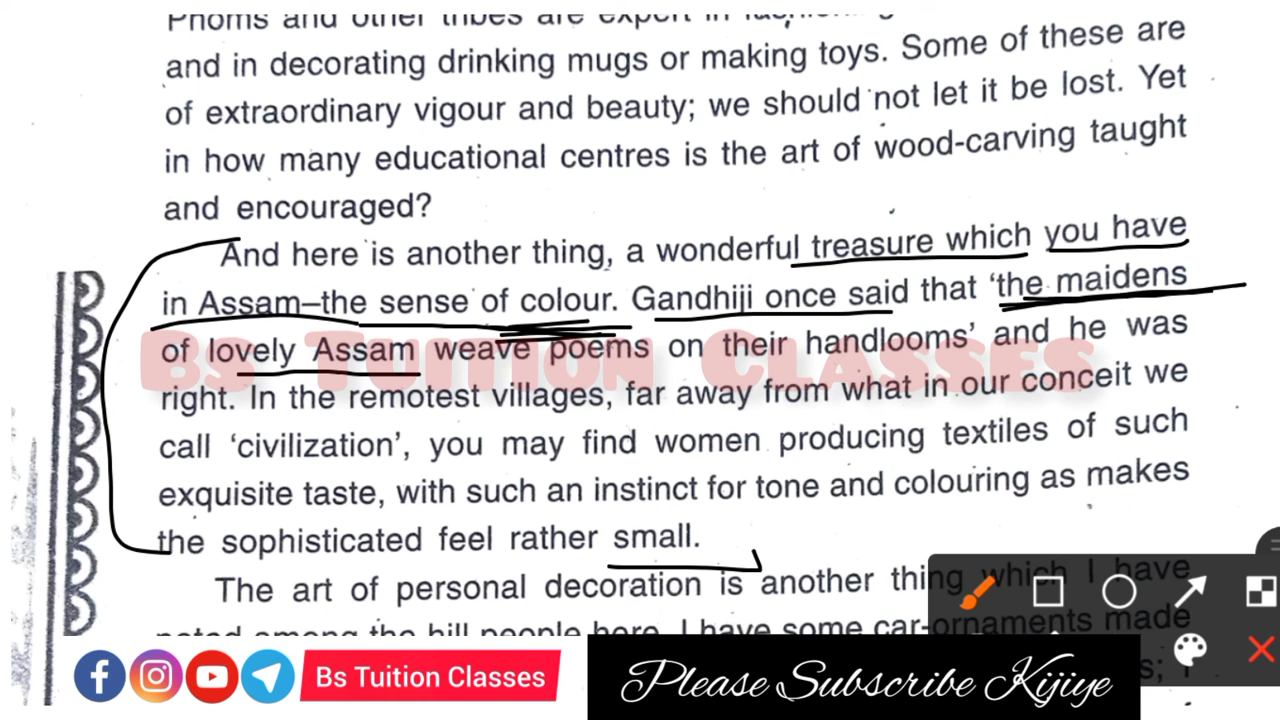 Phoms and other tribes are expert in
and in decorating drinking mugs or making toys. Some of these are
of extraordinary vigour and beauty; we should not let it be lost. Yet
in how many educational centres is the art of wood-carving taught
and encouraged?
And here is another thing, a wonderful treasure which you have
in Assam–the sense of colour. Gandhiji once said that ‘the maidens
of lovely Assam weave poems on their handlooms’ and he was
right. In the remotest villages, far away from what in our conceit we
call ‘civilization’, you may find women producing textiles of such
exquisite taste, with such an instinct for tone and colouring as makes
the sophisticated feel rather small.
The art of personal decoration is another thing which I have
among the hill people here. I have some car-ornaments made
Bs Tuition Classes
Bs Tuition Classes
Please Subscribe Kijiye